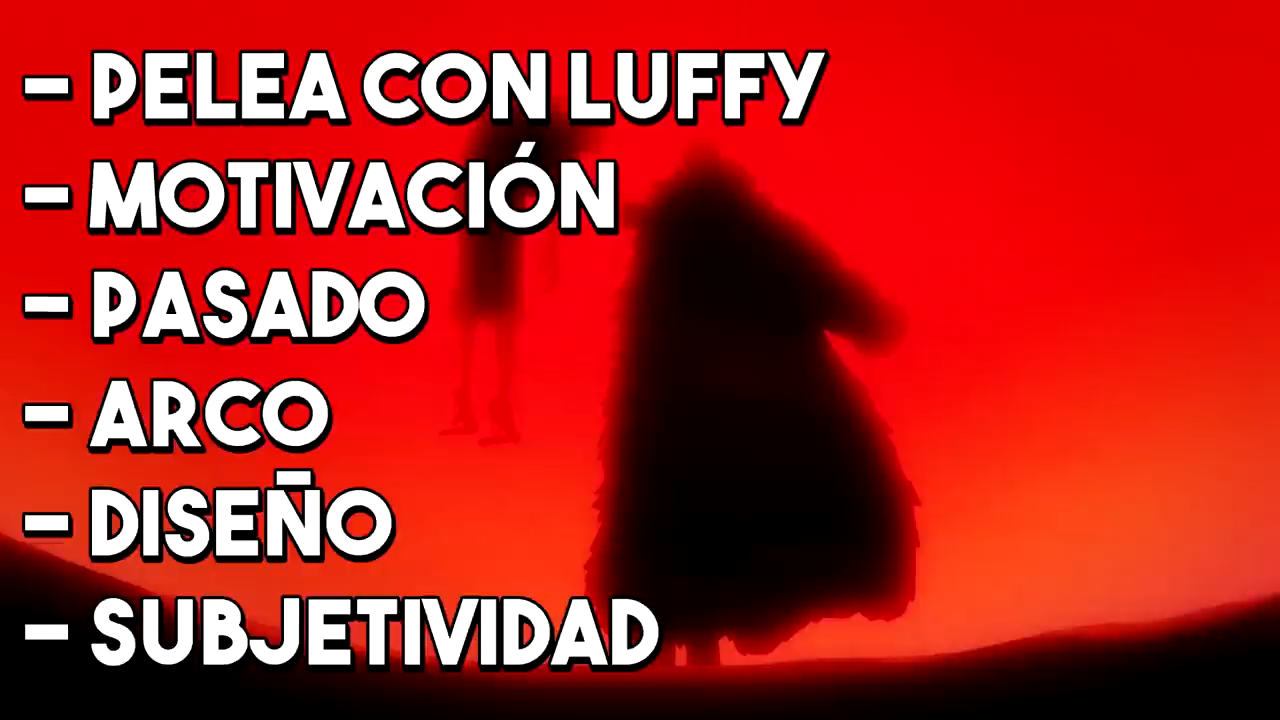 - PELEA CON LUFFY
- MOTIVACIÓN
- PASADO
- ARCO
- DISEÑO
- SUBJETIVIDAD